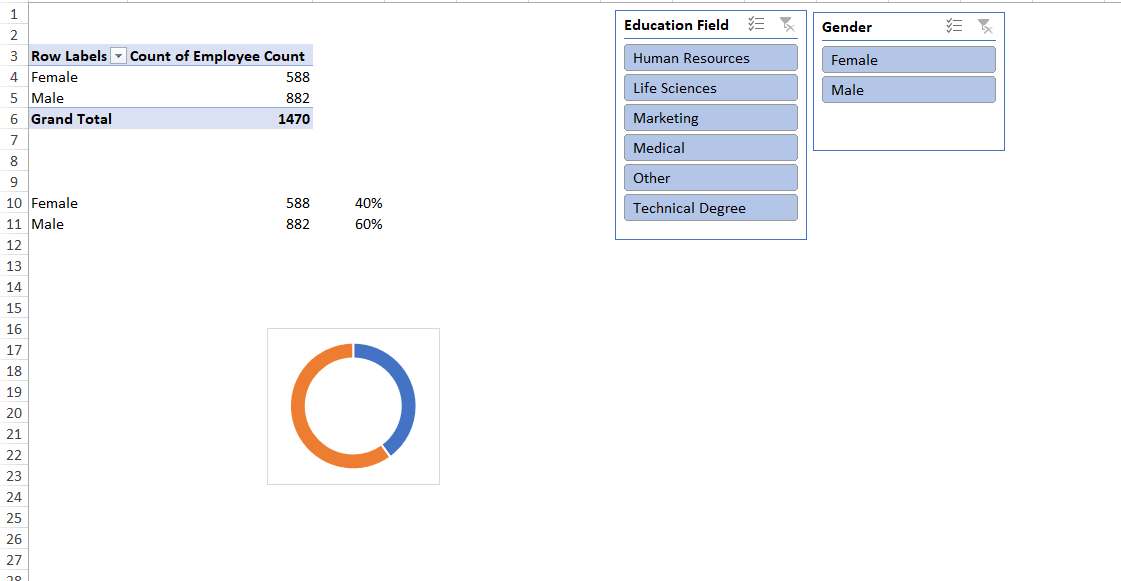 1
2
3 Row Labels Count of Employee Count
4 Female 588
5 Male 882
6 Grand Total 1470
7
8
9
10 Female 588 40%
11 Male 882 60%
12
13
14
15
16
17
18
19
20
21
22
23
24
25
26
27
28
Education Field
Human Resources
Life Sciences
Marketing
Medical
Other
Technical Degree
Gender
Female
Male